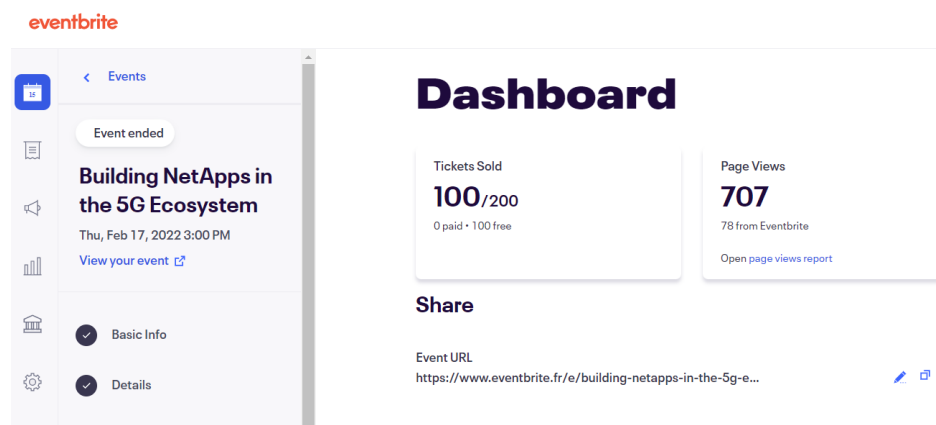 eventbrite
Events
16
Event ended
Building NetApps in
the 5G Ecosystem
Thu, Feb 17, 2022 3:00 PM
View your event
Basic Info
Details
Dashboard
Tickets Sold
100/200
0 paid • 100 free
Page Views
707
78 from Eventbrite
Open page views report
Share
Event URL
https://www.eventbrite.fr/e/building-netapps-in-the-5g-e...